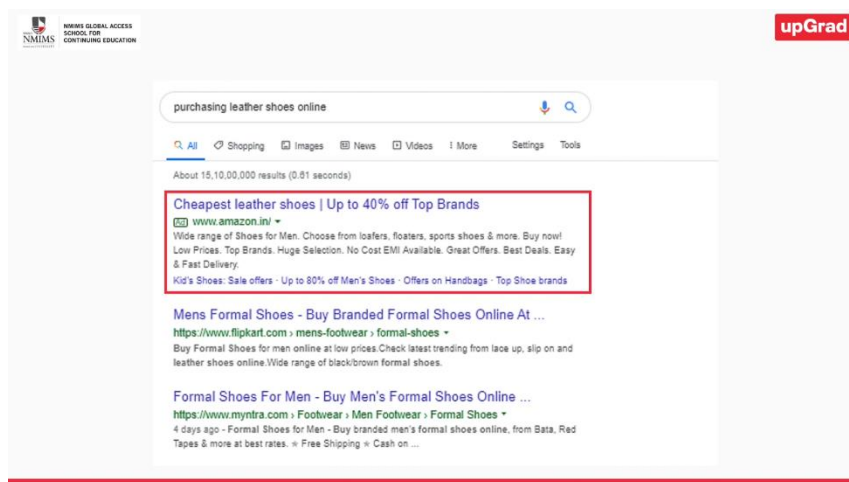 NMIMS
NMIMS GLOBAL ACCESS
SCHOOL FOR
CONTINUING EDUCATION
upGrad
purchasing leather shoes online
All Shopping Images News Videos More Settings Tools
About 15,10,00,000 results (0.61 seconds)
Cheapest leather shoes | Up to 40% off Top Brands
Ad www.amazon.in/
Wide range of Shoes for Men. Choose from loafers, floaters, sports shoes & more. Buy now!
Low Prices. Top Brands. Huge Selection. No Cost EMI Available. Great Offers. Best Deals. Easy
& Fast Delivery.
Kid's Shoes: Sale offers · Up to 80% off Men's Shoes · Offers on Handbags · Top Shoe brands
Mens Formal Shoes - Buy Branded Formal Shoes Online At ...
https://www.flipkart.com › mens-footwear › formal-shoes
Buy Formal Shoes for men online at low prices.Check latest trending from lace up, slip on and
leather shoes online.Wide range of black/brown formal shoes.
Formal Shoes For Men - Buy Men's Formal Shoes Online ...
https://www.myntra.com › Footwear › Men Footwear › Formal Shoes
4 days ago - Formal Shoes for Men - Buy branded men's formal shoes online, from Bata, Red
Tapes & more at best rates. ✯ Free Shipping ✯ Cash on ...